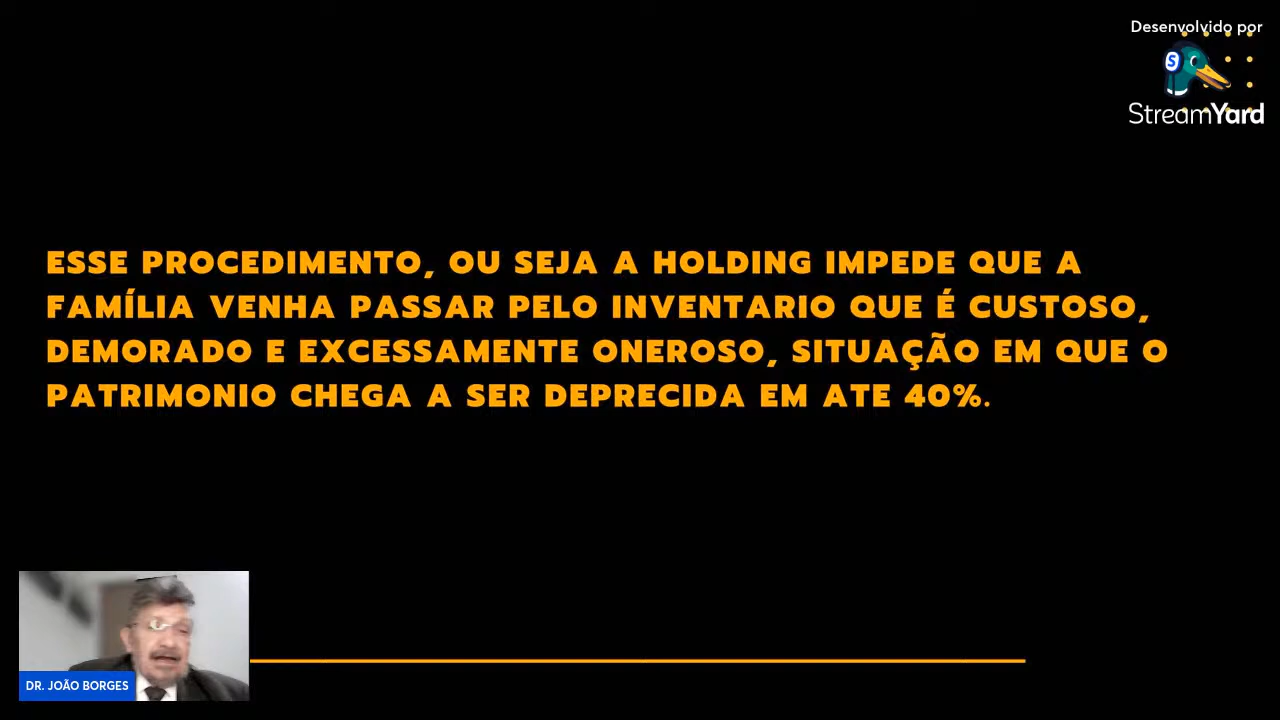 Desenvolvido por
S
StreamYard
ESSE PROCEDIMENTO, OU SEJA A HOLDING IMPEDE QUE A
FAMÍLIA VENHA PASSAR PELO INVENTARIO QUE É CUSTOSO,
DEMORADO E EXCESSAMENTE ONEROSO, SITUAÇÃO EM QUE O
PATRIMONIO CHEGA A SER DEPRECIDA EM ATE 40%.
DR. JOÃO BORGES